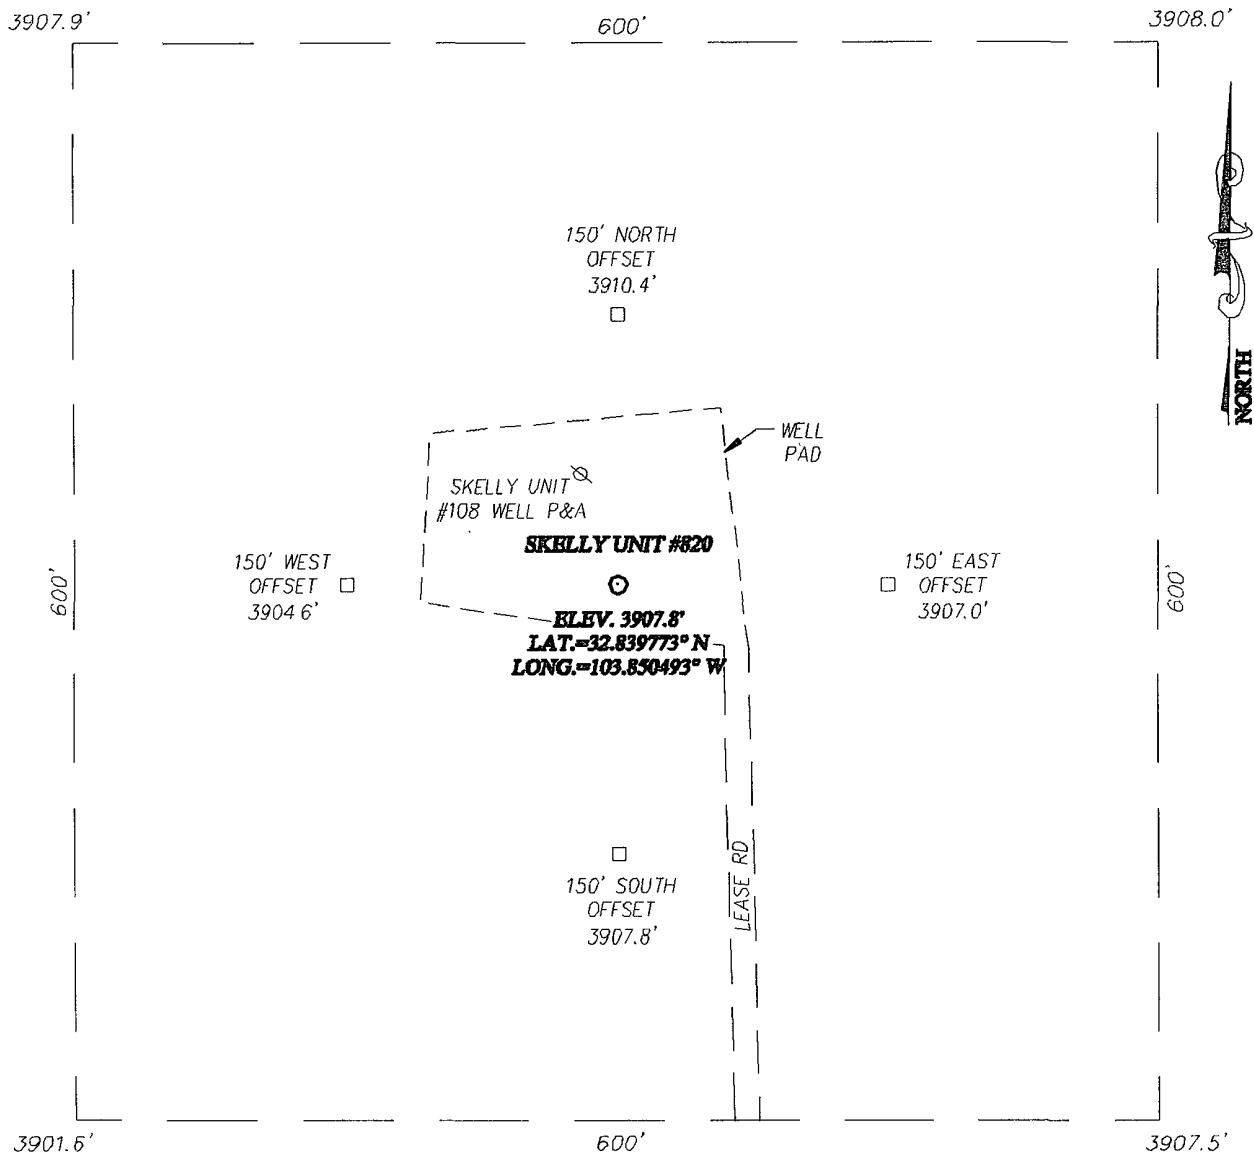 3907.9'
600'
3908.0'
150' NORTH
OFFSET
3910.4'
NORTH
WELL
PAD
SKELLY UNIT
#108 WELL P&A
SKELLY UNIT #820
150' WEST
OFFSET
3904 6'
150' EAST
OFFSET
3907.0'
600'
600'
ELEV. 3907.8'
LAT.=32.839773° N
LONG.=103.850493° W
LEASE RD
150' SOUTH
OFFSET
3907.8'
3901.6'
600'
3907.5'